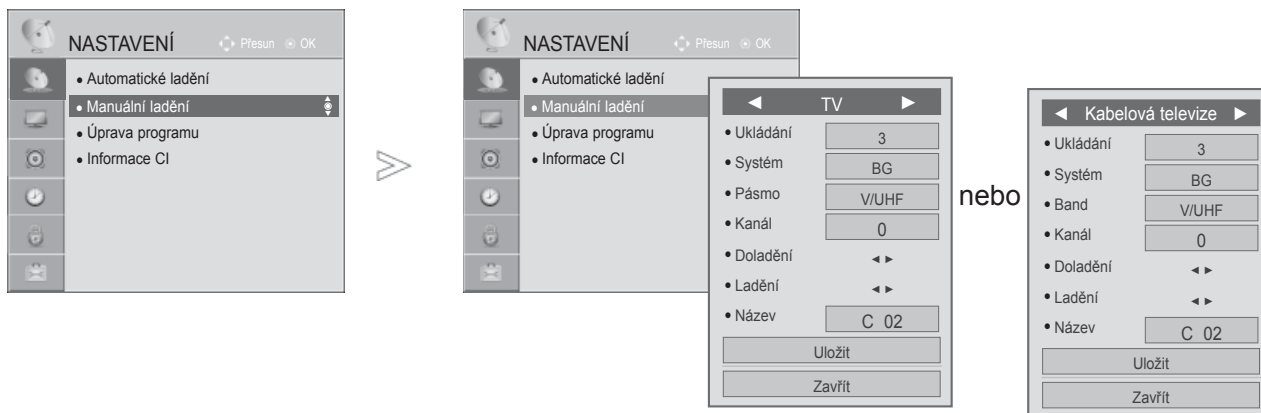 NASTAVENÍ
Přesun OK
• Automatické ladění
• Manuální ladění
• Úprava programu
• Informace CI
NASTAVENÍ
Přesun OK
• Automatické ladění
• Manuální ladění
• Úprava programu
• Informace CI
◄ TV ►
• Ukládání 3
• Systém BG
• Pásmo V/UHF
• Kanál 0
• Doladění ◄ ►
• Ladění ◄ ►
• Název C 02
Uložit
Zavřít
nebo
◄ Kabelová televize ►
• Ukládání 3
• Systém BG
• Band V/UHF
• Kanál 0
• Doladění ◄ ►
• Ladění ◄ ►
• Název C 02
Uložit
Zavřít